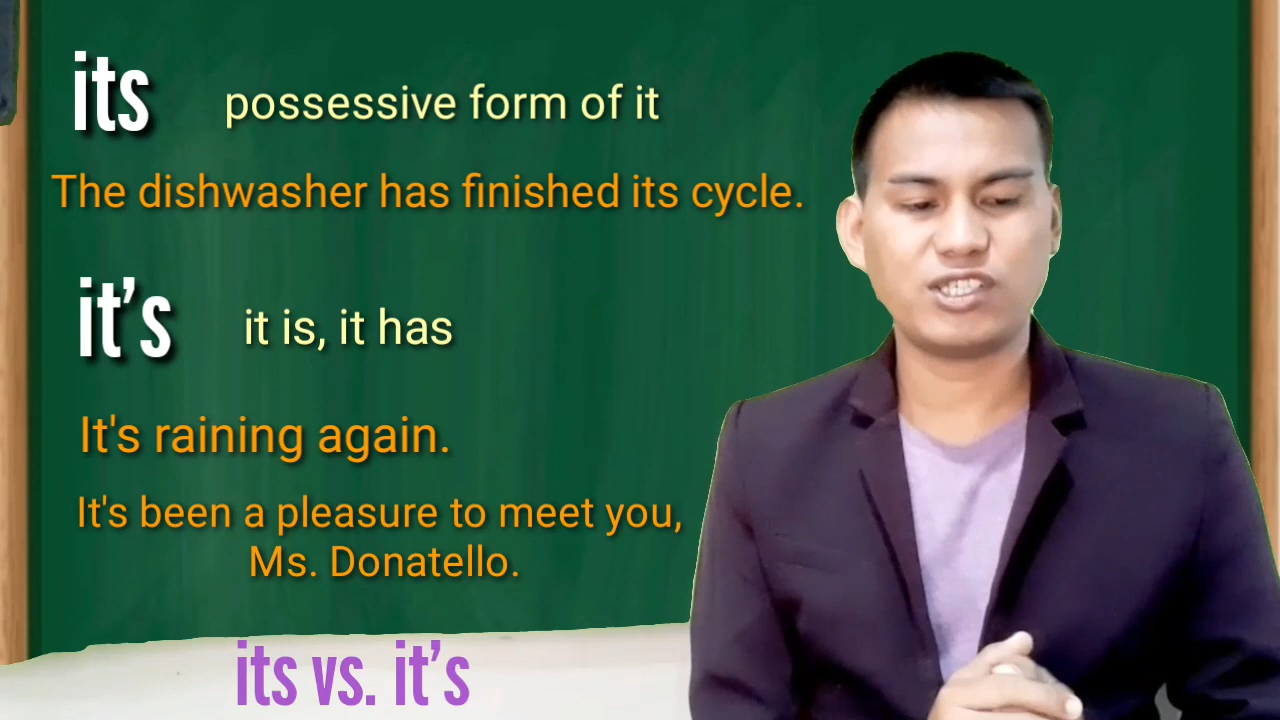 its
possessive form of it
The dishwasher has finished its cycle.
it’s
it is, it has
It's raining again.
It's been a pleasure to meet you,
Ms. Donatello.
its vs. it’s